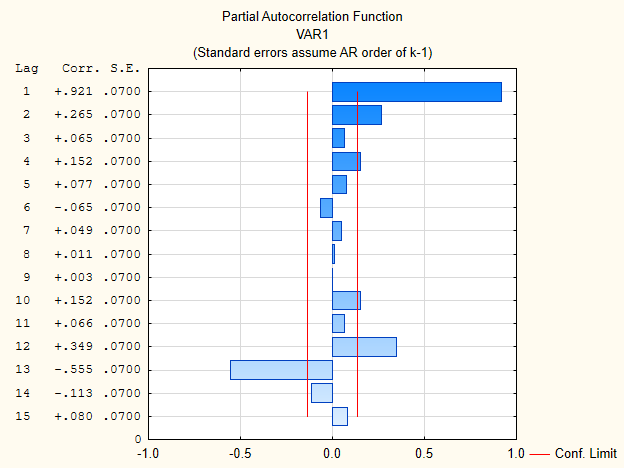 Partial Autocorrelation Function
VAR1
(Standard errors assume AR order of k-1)
Lag Corr. S.E.
1 +.921 .0700
2 +.265 .0700
3 +.065 .0700
4 +.152 .0700
5 +.077 .0700
6 -.065 .0700
7 +.049 .0700
8 +.011 .0700
9 +.003 .0700
10 +.152 .0700
11 +.066 .0700
12 +.349 .0700
13 -.555 .0700
14 -.113 .0700
15 +.080 .0700
0
-1.0 -0.5 0.0 0.5 1.0 Conf. Limit